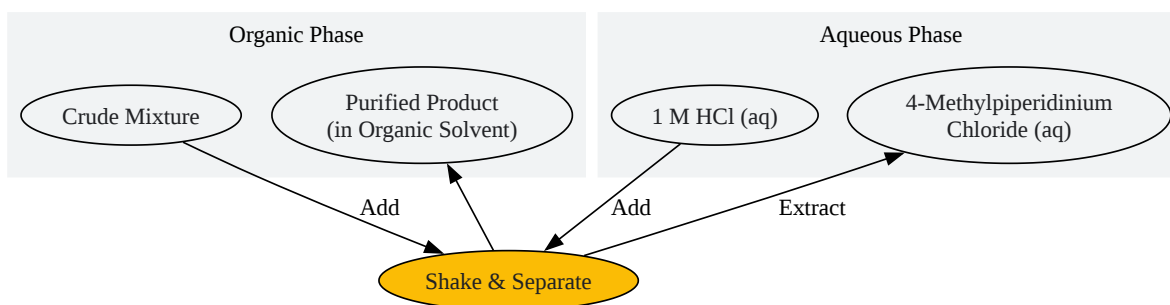 Organic Phase
Aqueous Phase
Crude Mixture
Purified Product
(in Organic Solvent)
1 M HCl (aq)
4-Methylpiperidinium
Chloride (aq)
Add
Add
Extract
Shake & Separate